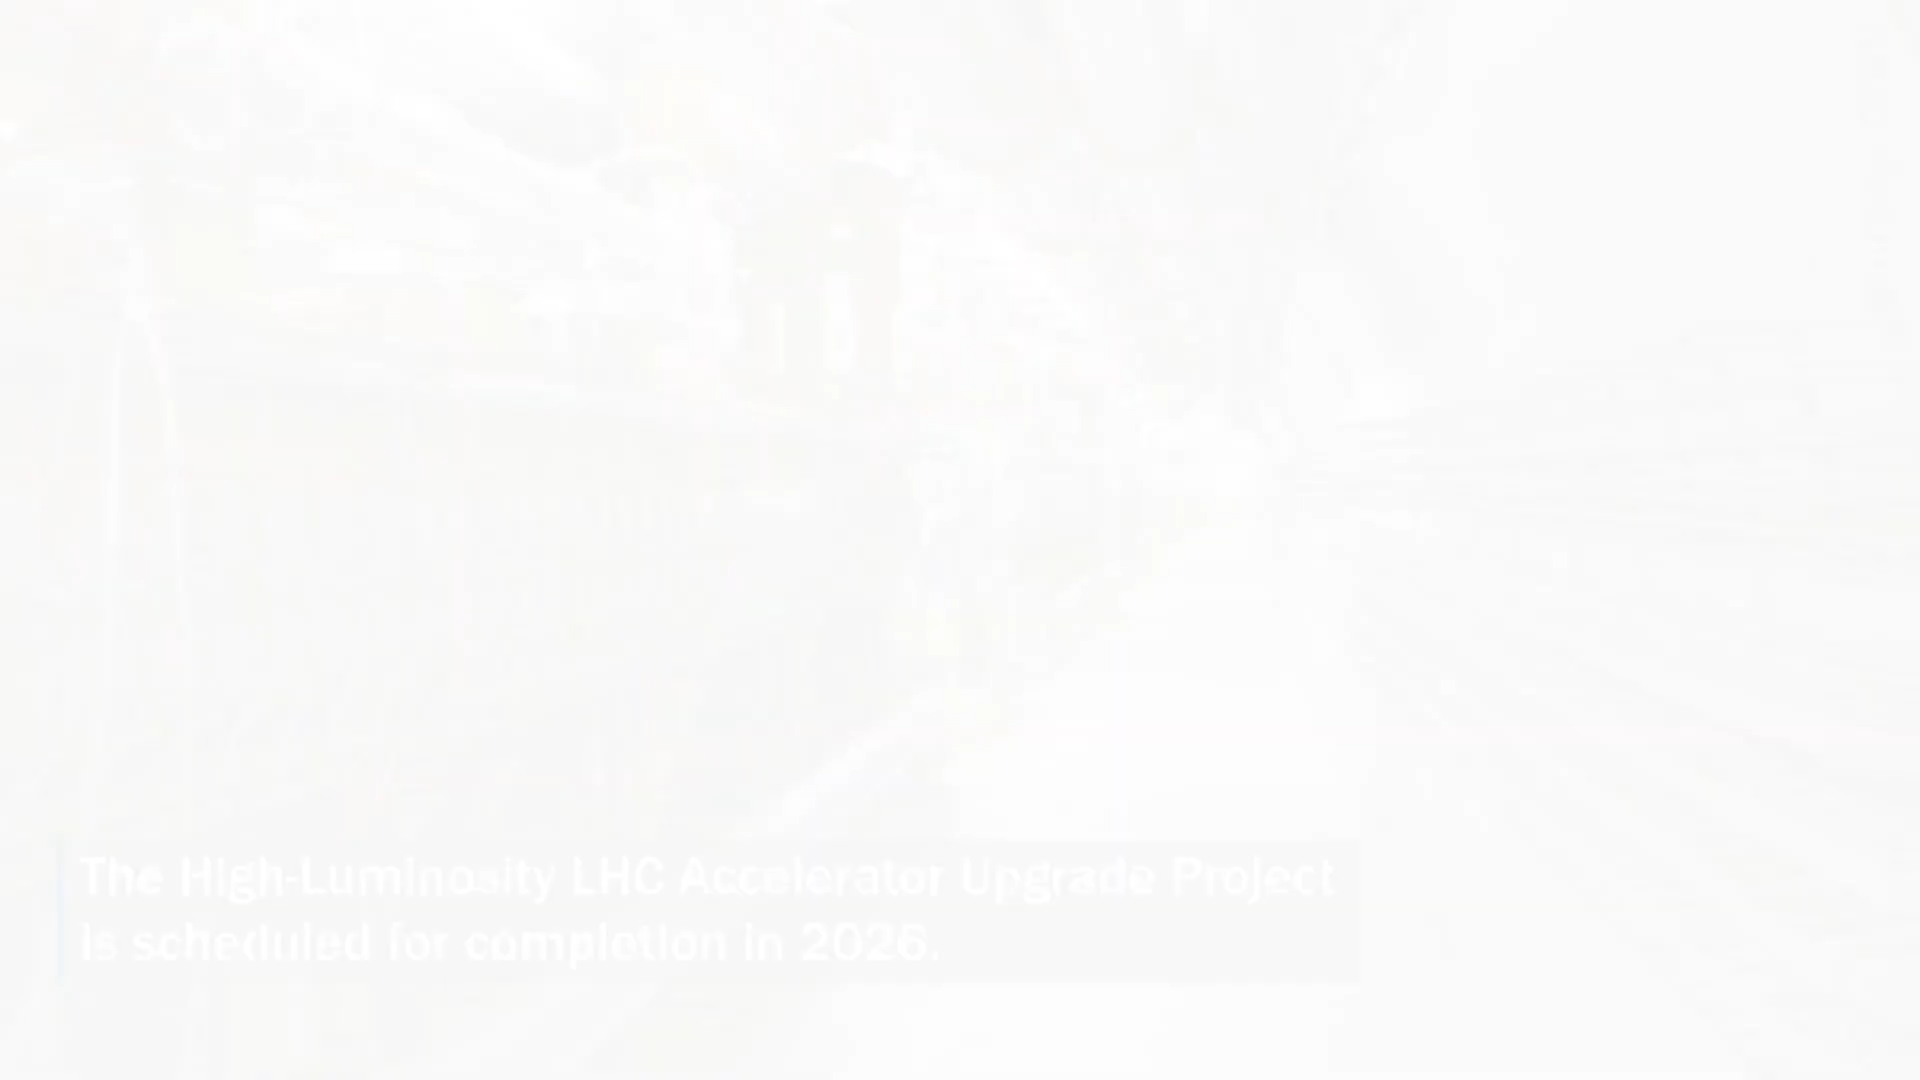 The High-Luminosity LHC Accelerator Upgrade Project
is scheduled for completion in 2026.